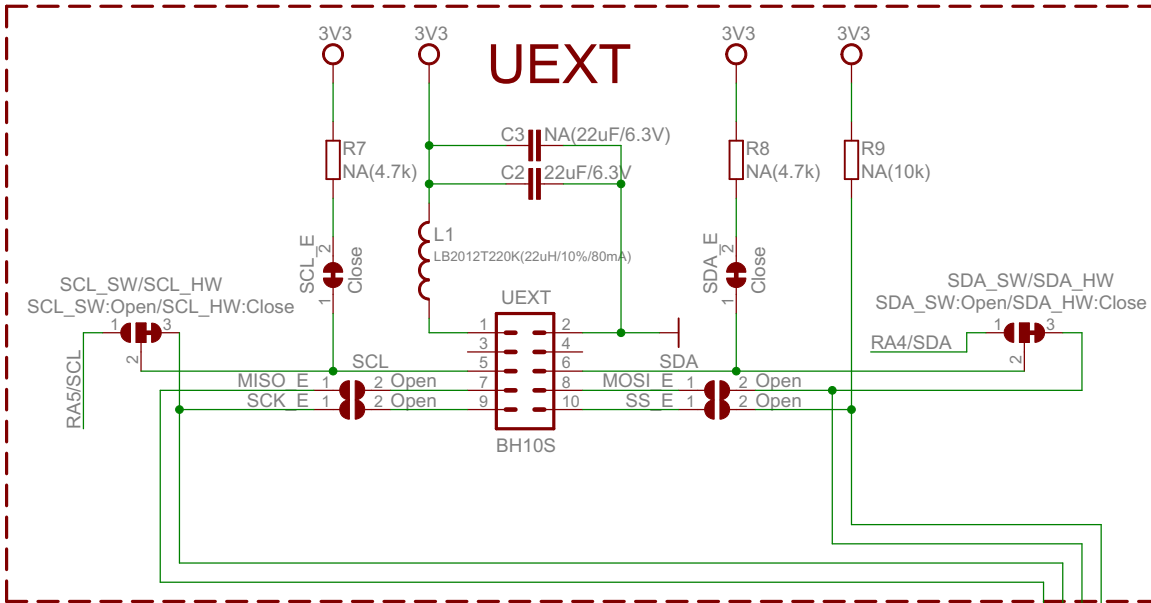 3V3
3V3
3V3
3V3
UEXT
R7
NA(4.7k)
C3
NA(22uF/6.3V)
C2
22uF/6.3V
R8
NA(4.7k)
R9
NA(10k)
L1
LB2012T220K(22uH/10%/80mA)
SCL_E
2
1
Close
SDA_E
2
1
Close
SCL_SW/SCL_HW
SCL_SW:Open/SCL_HW:Close
1
3
2
RA5/SCL
SDA_SW/SDA_HW
SDA_SW:Open/SDA_HW:Close
1
3
2
RA4/SDA
UEXT
1
2
3
4
5
6
7
8
9
10
BH10S
SCL
SDA
MISO_E
1
2
Open
SCK_E
1
2
Open
MOSI_E
1
2
Open
SS_E
1
2
Open